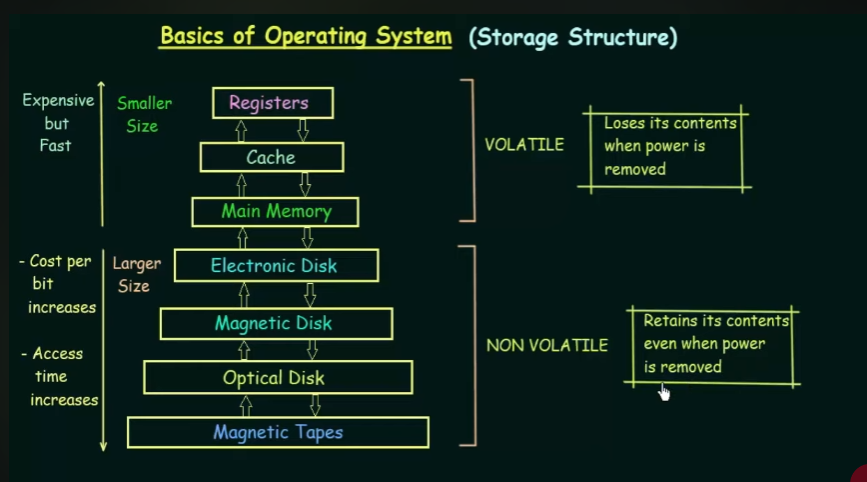 Basics of Operating System (Storage Structure)
Expensive
but
Fast
Smaller
Size
Registers
Cache
Main Memory
VOLATILE
Loses its contents
when power is
removed
- Cost per
bit
increases
- Access
time
increases
Larger
Size
Electronic Disk
Magnetic Disk
Optical Disk
Magnetic Tapes
NON VOLATILE
Retains its contents
even when power
is removed